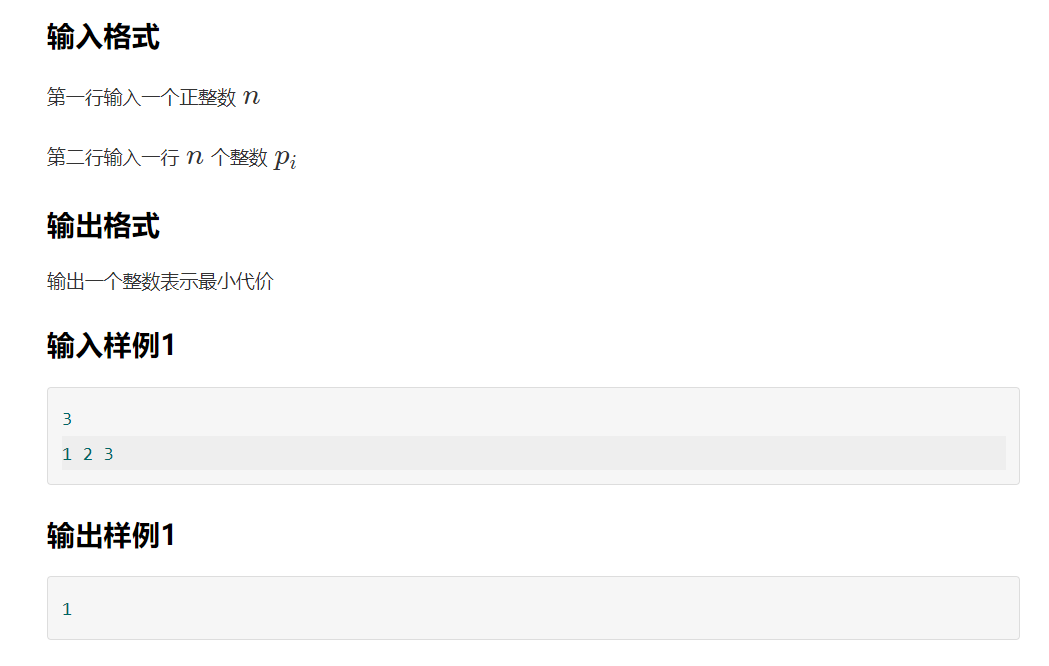 输入格式
第一行输入一个正整数 n
第二行输入一行 n 个整数 p_i
输出格式
输出一个整数表示最小代价
输入样例1
3
1 2 3
输出样例1
1